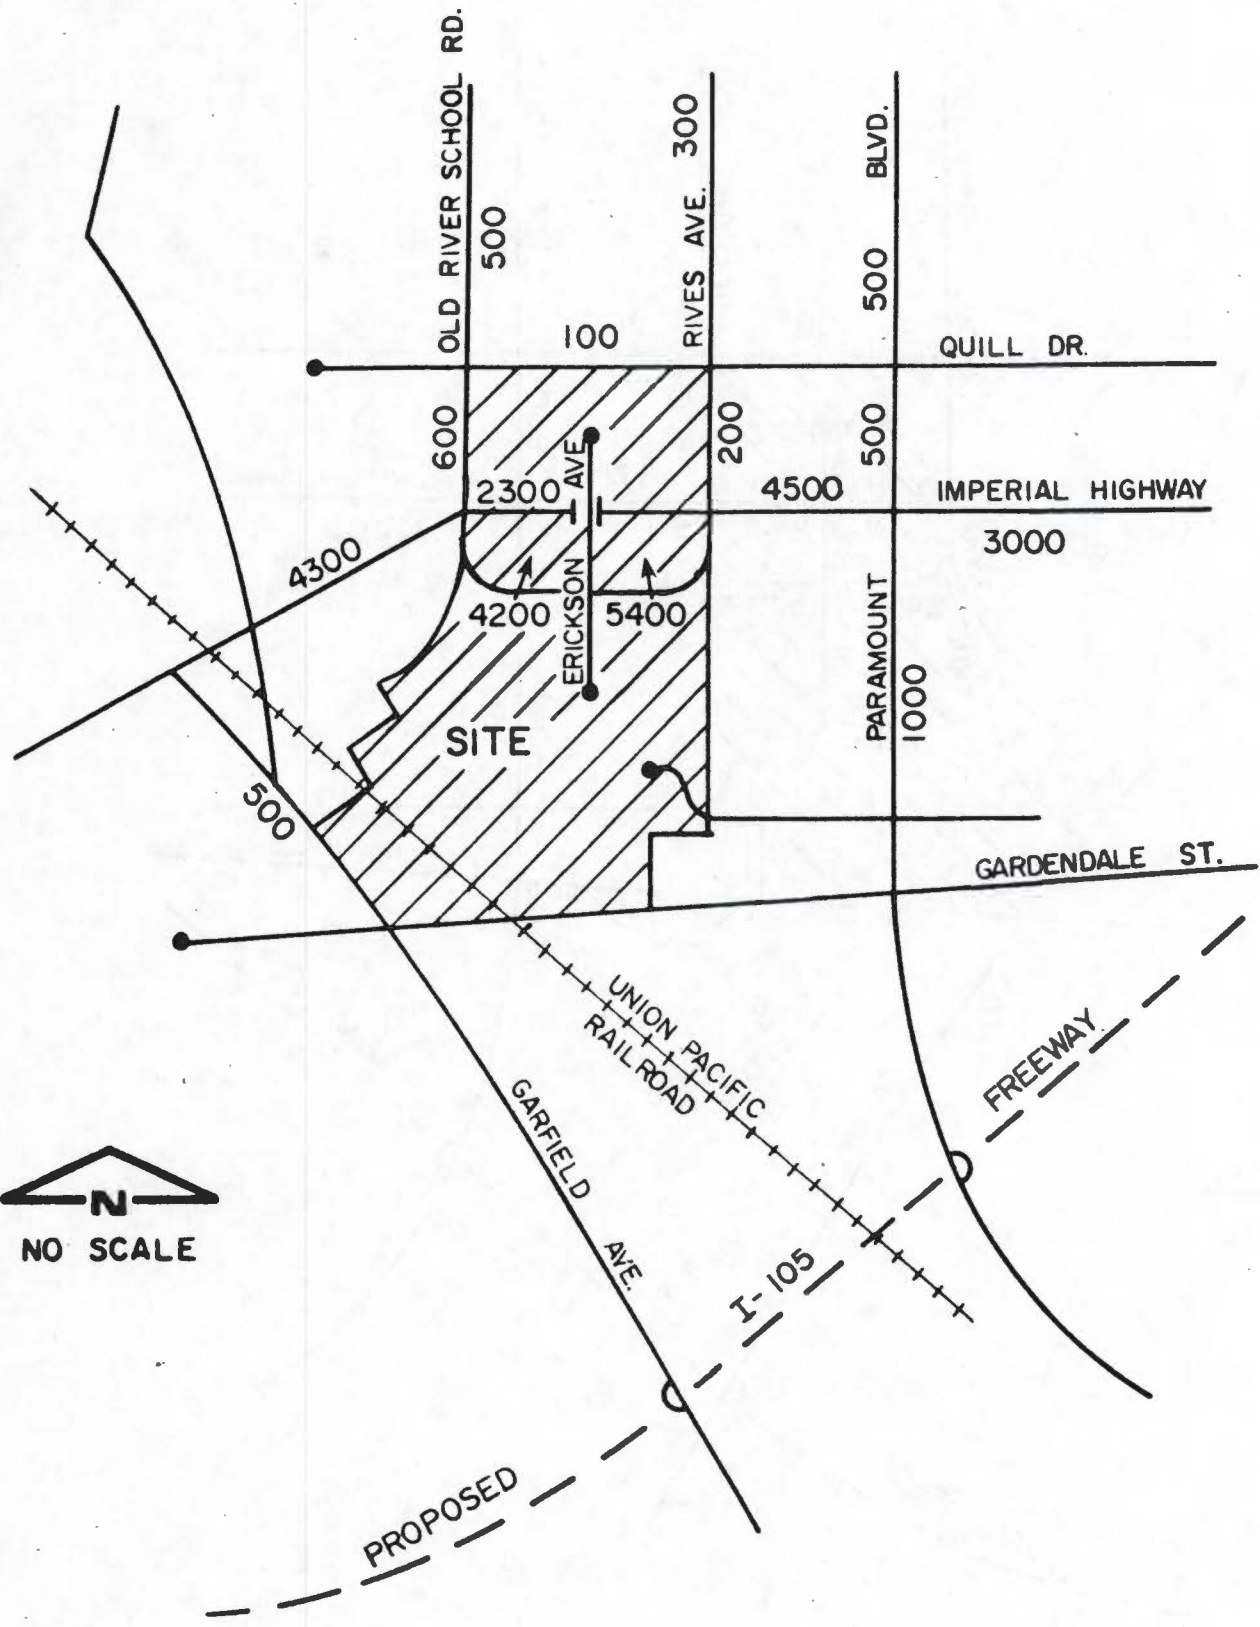 OLD RIVER SCHOOL RD.
500
RIVES AVE. 300
500 BLVD.
100
QUILL DR.
600
200
500
ERICKSON AVE
2300
4500
IMPERIAL HIGHWAY
3000
4300
4200
5400
PARAMOUNT
1000
SITE
500
GARDENDALE ST.
UNION PACIFIC
RAILROAD
FREEWAY
GARFIELD AVE.
N
NO SCALE
I-105
PROPOSED